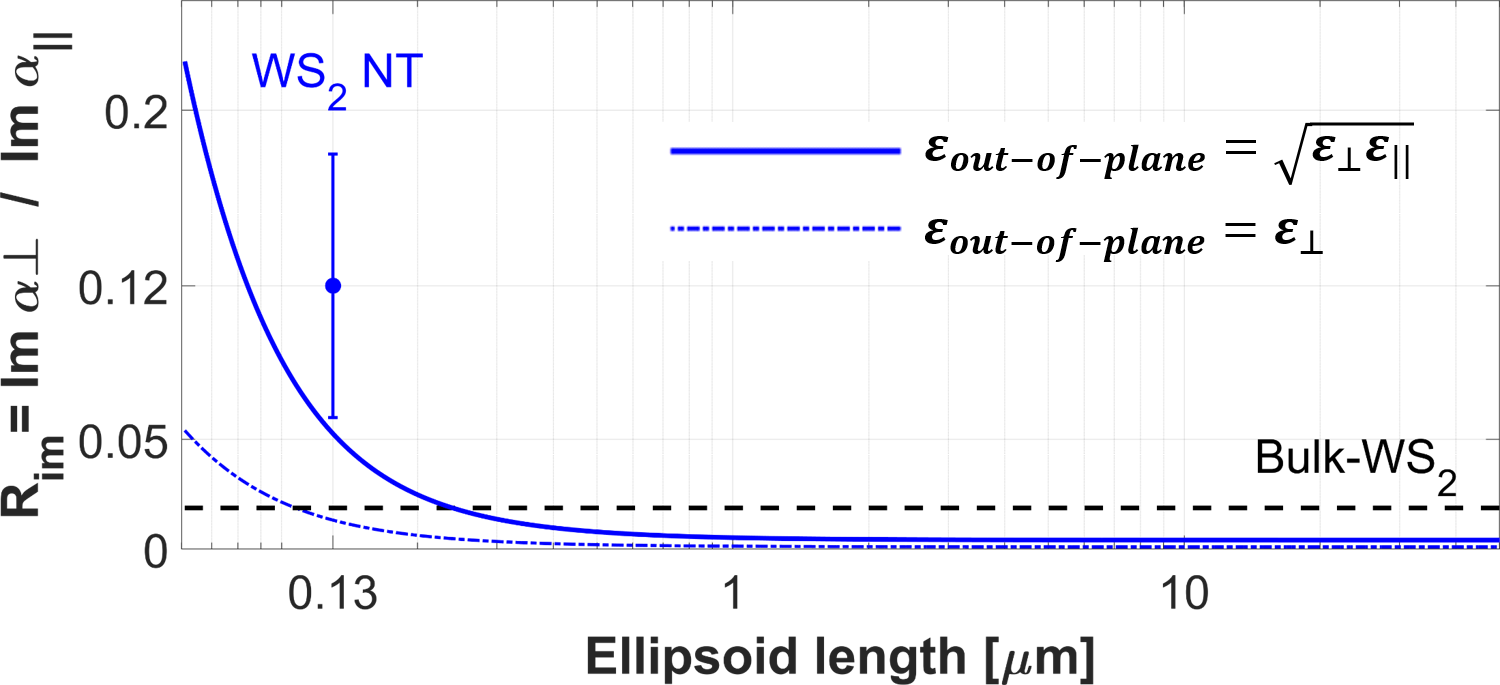 WS₂ NT
ε_out−of−plane = √ε⊥ε||
ε_out−of−plane = ε⊥
Bulk-WS₂
R_im = Im α⊥ / Im α||
0.2
0.12
0.05
0
0.13
1
10
Ellipsoid length [μm]